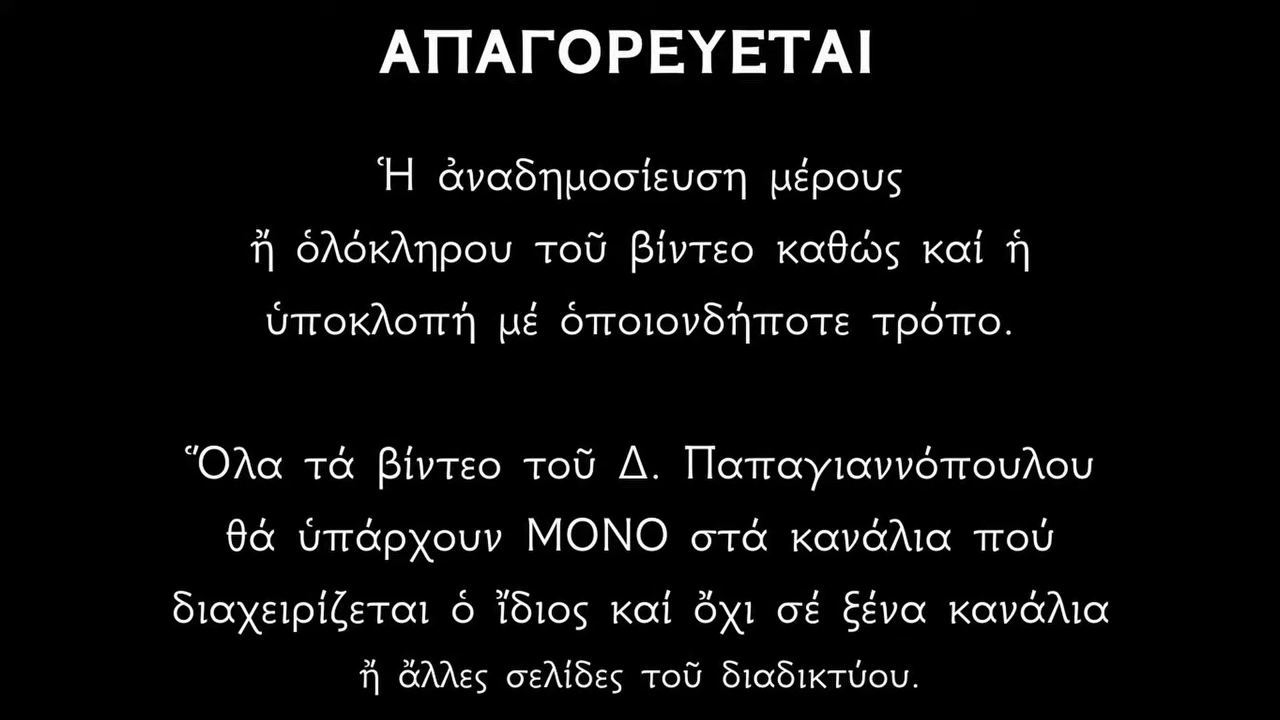 ΑΠΑΓΟΡΕΥΕΤΑΙ
Ἡ ἀναδημοσίευση μέρους
ἤ ὁλόκληρου τοῦ βίντεο καθώς καί ἡ
ὑποκλοπή μέ ὁποιονδήποτε τρόπο.
Ὅλα τά βίντεο τοῦ Δ. Παπαγιαννόπουλου
θά ὑπάρχουν ΜΟΝΟ στά κανάλια πού
διαχειρίζεται ὁ ἴδιος καί ὄχι σέ ξένα κανάλια
ἤ ἄλλες σελίδες τοῦ διαδικτύου.